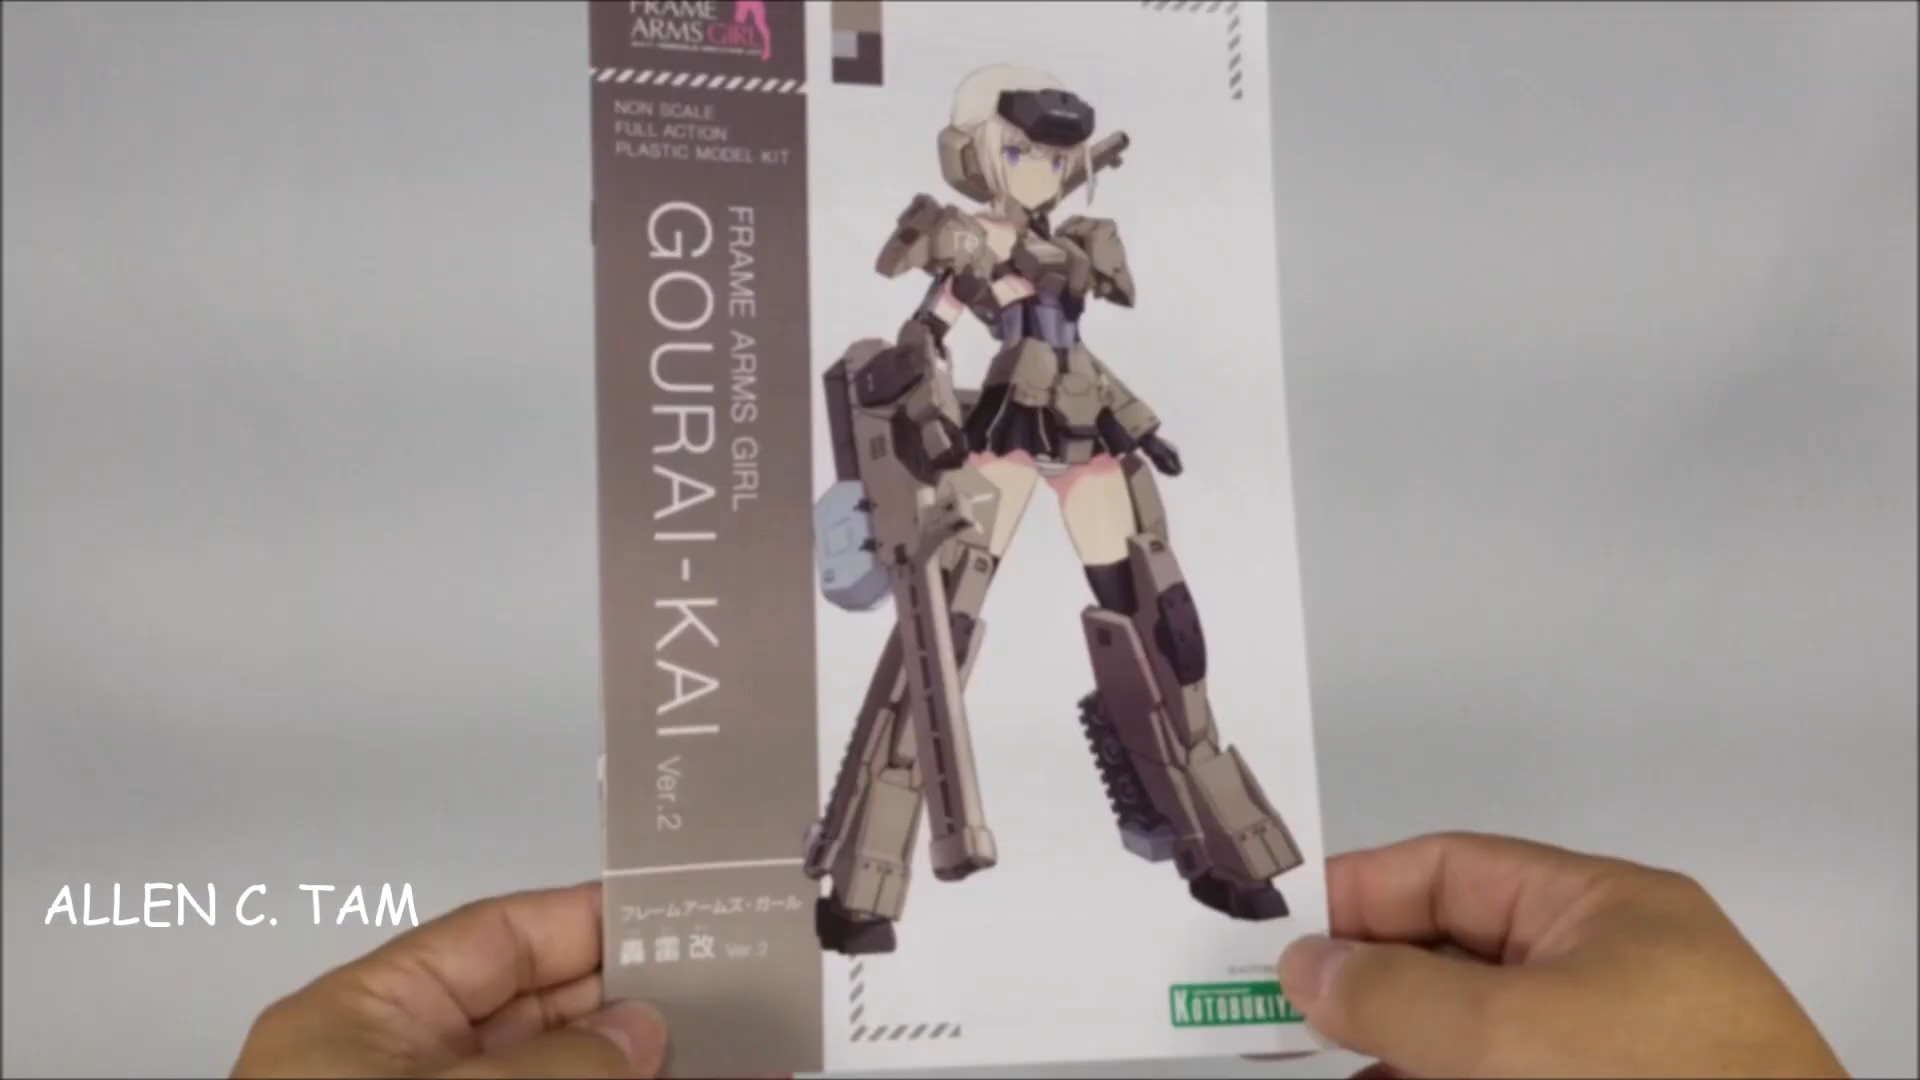 FRAME
ARMS GIRL
NON SCALE
FULL ACTION
PLASTIC MODEL KIT
FRAME ARMS GIRL
GOURAI-KAI Ver.2
フレームアームズ・ガール
轟雷改 Ver.2
KOTOBUKIYA
ALLEN C. TAM